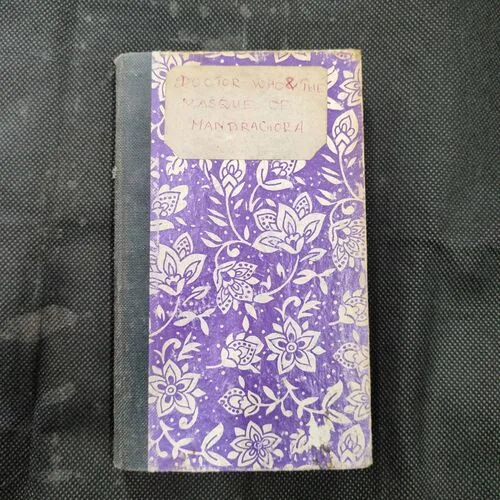 DOCTOR WHO & THE
MASQUE OF
MANDRAGORA